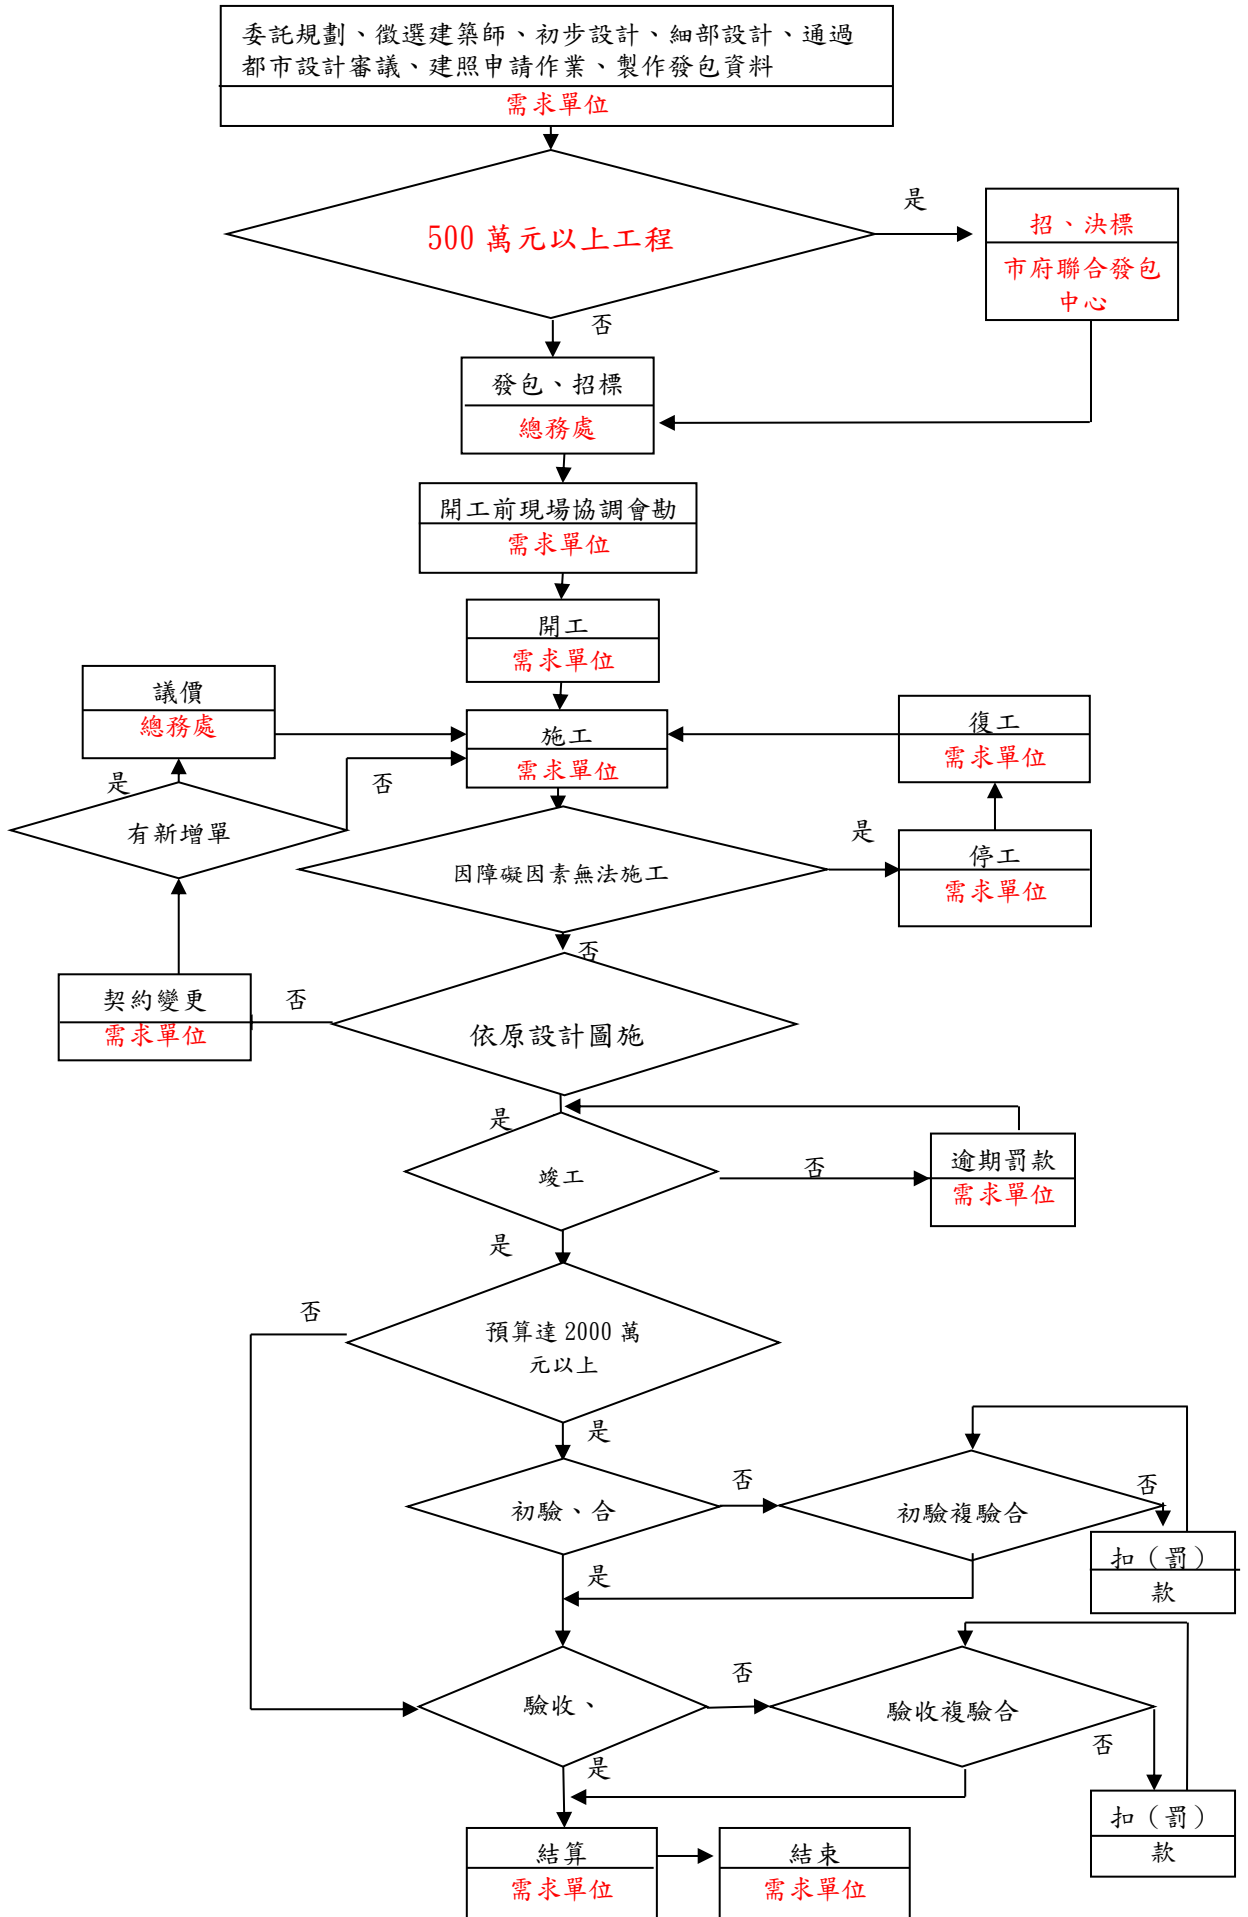 委託規劃、徵選建築師、初步設計、細部設計、通過
都市設計審議、建照申請作業、製作發包資料
需求單位
500 萬元以上工程
是
招、決標
市府聯合發包
中心
否
發包、招標
總務處
開工前現場協調會勘
需求單位
開工
需求單位
議價
總務處
施工
需求單位
復工
需求單位
是
否
有新增單
因障礙因素無法施工
是
停工
需求單位
否
契約變更
需求單位
否
依原設計圖施
是
竣工
否
逾期罰款
需求單位
是
否
預算達 2000 萬
元以上
是
初驗、合
否
初驗複驗合
否
扣（罰）
款
是
驗收、
否
驗收複驗合
否
扣（罰）
款
是
結算
需求單位
結束
需求單位